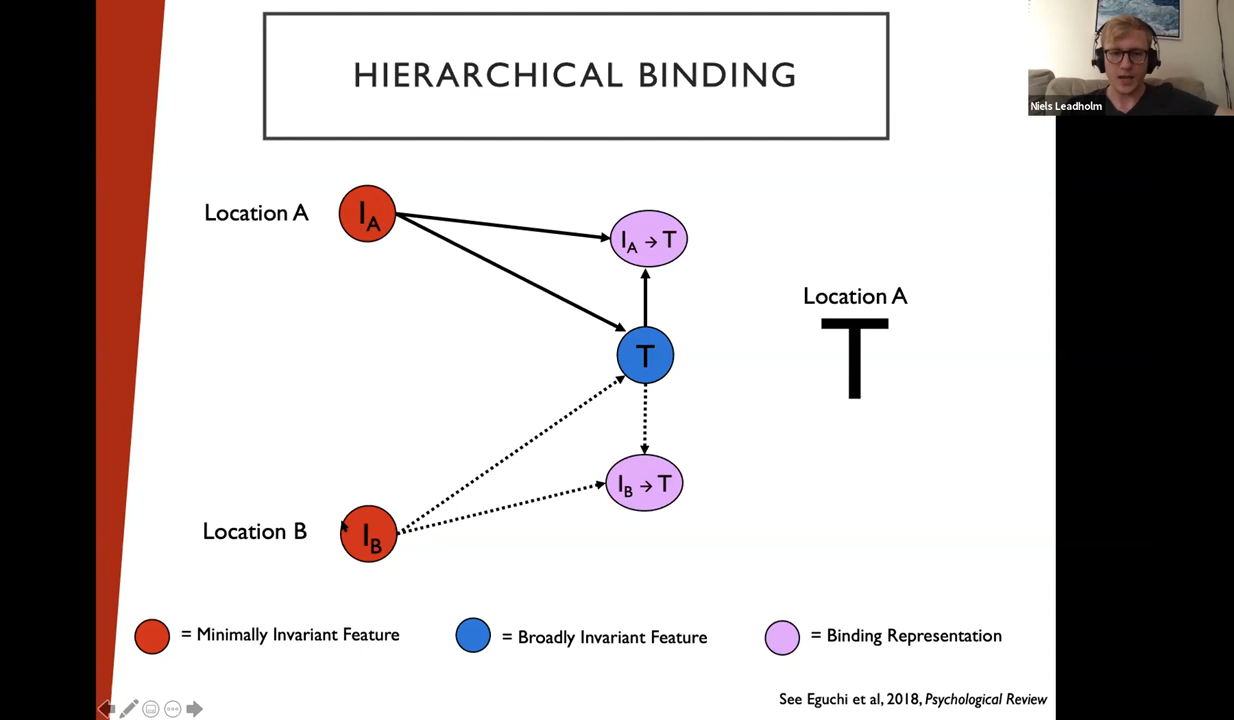 HIERARCHICAL BINDING
Niels Leadholm
Location A
I_A
I_A → T
Location A
T
T
I_B → T
Location B
I_B
= Minimally Invariant Feature
= Broadly Invariant Feature
= Binding Representation
See Eguchi et al, 2018, Psychological Review